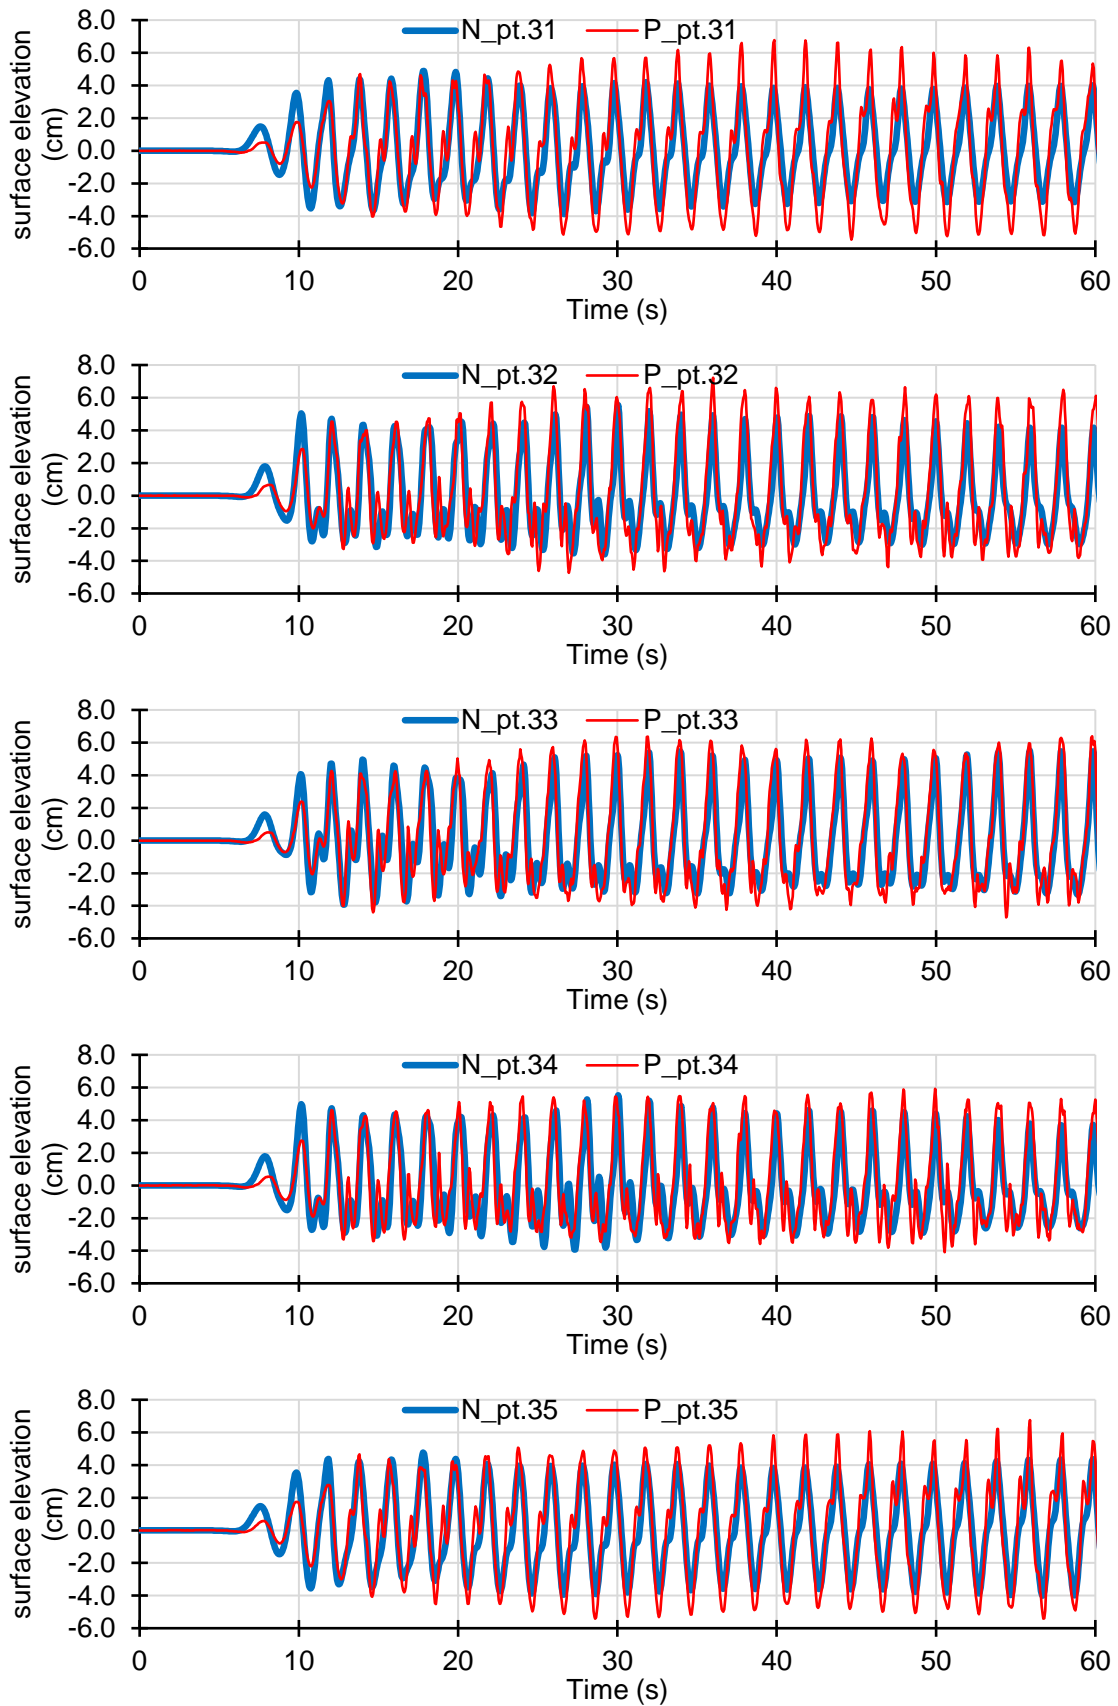 8.0
6.0
4.0
2.0
0.0
-2.0
-4.0
-6.0
surface elevation
(cm)
N_pt.31 P_pt.31
0 10 20 30 40 50 60
Time (s)
8.0
6.0
4.0
2.0
0.0
-2.0
-4.0
-6.0
surface elevation
(cm)
N_pt.32 P_pt.32
0 10 20 30 40 50 60
Time (s)
8.0
6.0
4.0
2.0
0.0
-2.0
-4.0
-6.0
surface elevation
(cm)
N_pt.33 P_pt.33
0 10 20 30 40 50 60
Time (s)
8.0
6.0
4.0
2.0
0.0
-2.0
-4.0
-6.0
surface elevation
(cm)
N_pt.34 P_pt.34
0 10 20 30 40 50 60
Time (s)
8.0
6.0
4.0
2.0
0.0
-2.0
-4.0
-6.0
surface elevation
(cm)
N_pt.35 P_pt.35
0 10 20 30 40 50 60
Time (s)